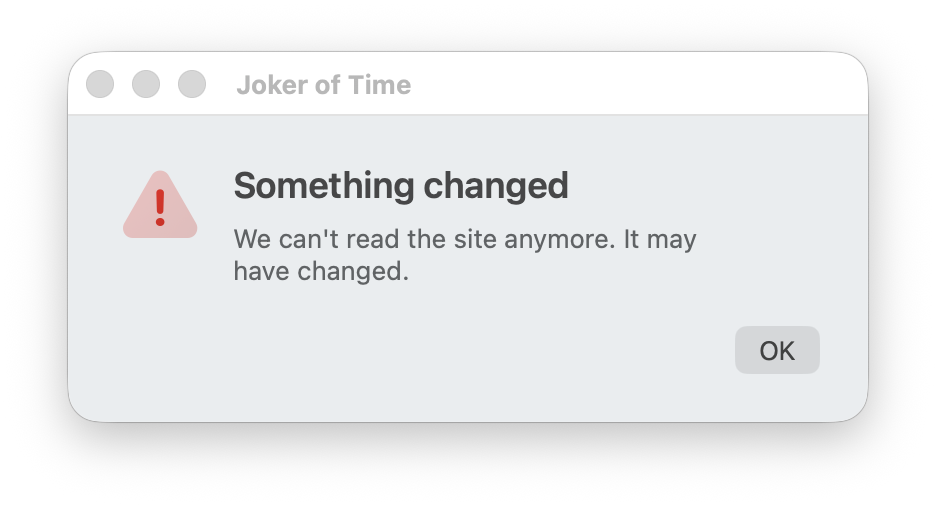 Joker of Time
Something changed
We can't read the site anymore. It may
have changed.
OK